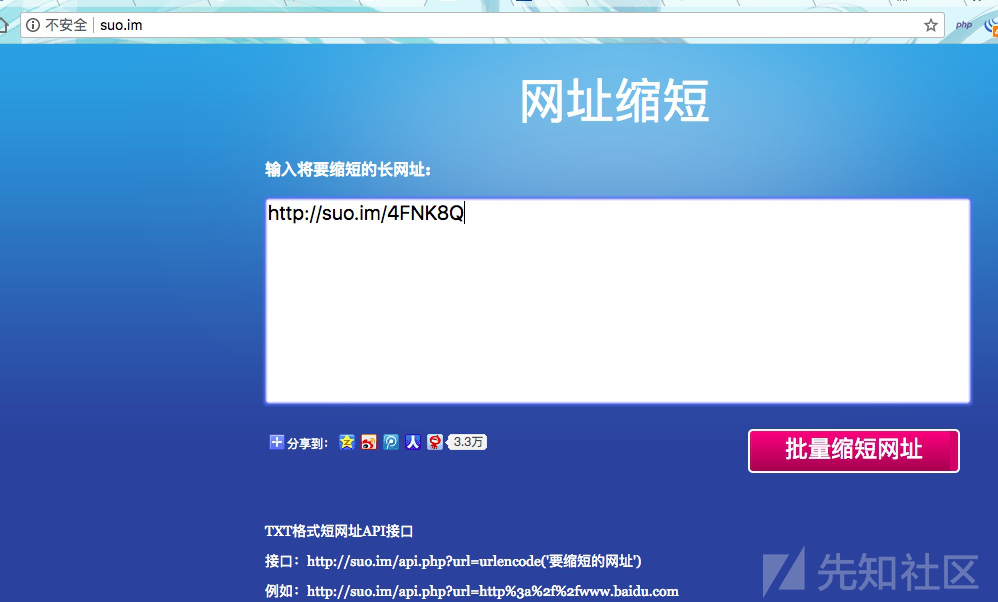 不安全 suo.im
php
网址缩短
输入将要缩短的长网址:
http://suo.im/4FNK8Q
分享到: 3.3万
批量缩短网址
TXT格式短网址API接口
接口：http://suo.im/api.php?url=urlencode('要缩短的网址')
例如：http://suo.im/api.php?url=http%3a%2f%2fwww.baidu.com
先知社区